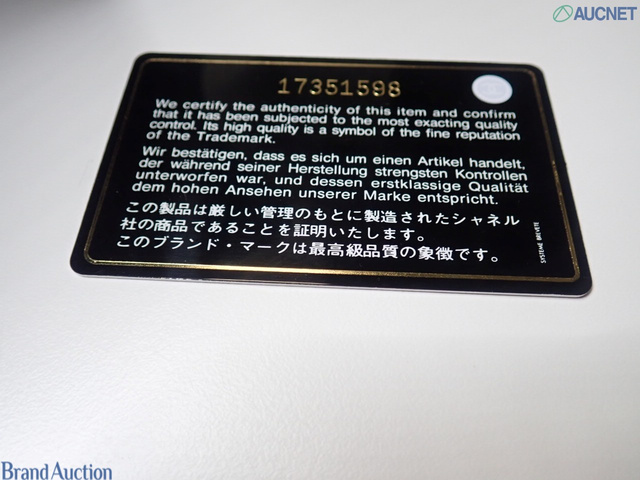 AUCNET
17351598
We certify the authenticity of this item and confirm
that it has been subjected to the most exacting quality
control. Its high quality is a symbol of the fine reputation
of the Trademark.
Wir bestätigen, dass es sich um einen Artikel handelt,
der während seiner Herstellung strengsten Kontrollen
unterworfen war, und dessen erstklassige Qualität
dem hohen Ansehen unserer Marke entspricht.
この製品は厳しい管理のもとに製造されたシャネル
社の商品であることを証明いたします。
このブランド・マークは最高級品質の象徴です。
SYSTEME BREVETE
Brand Auction